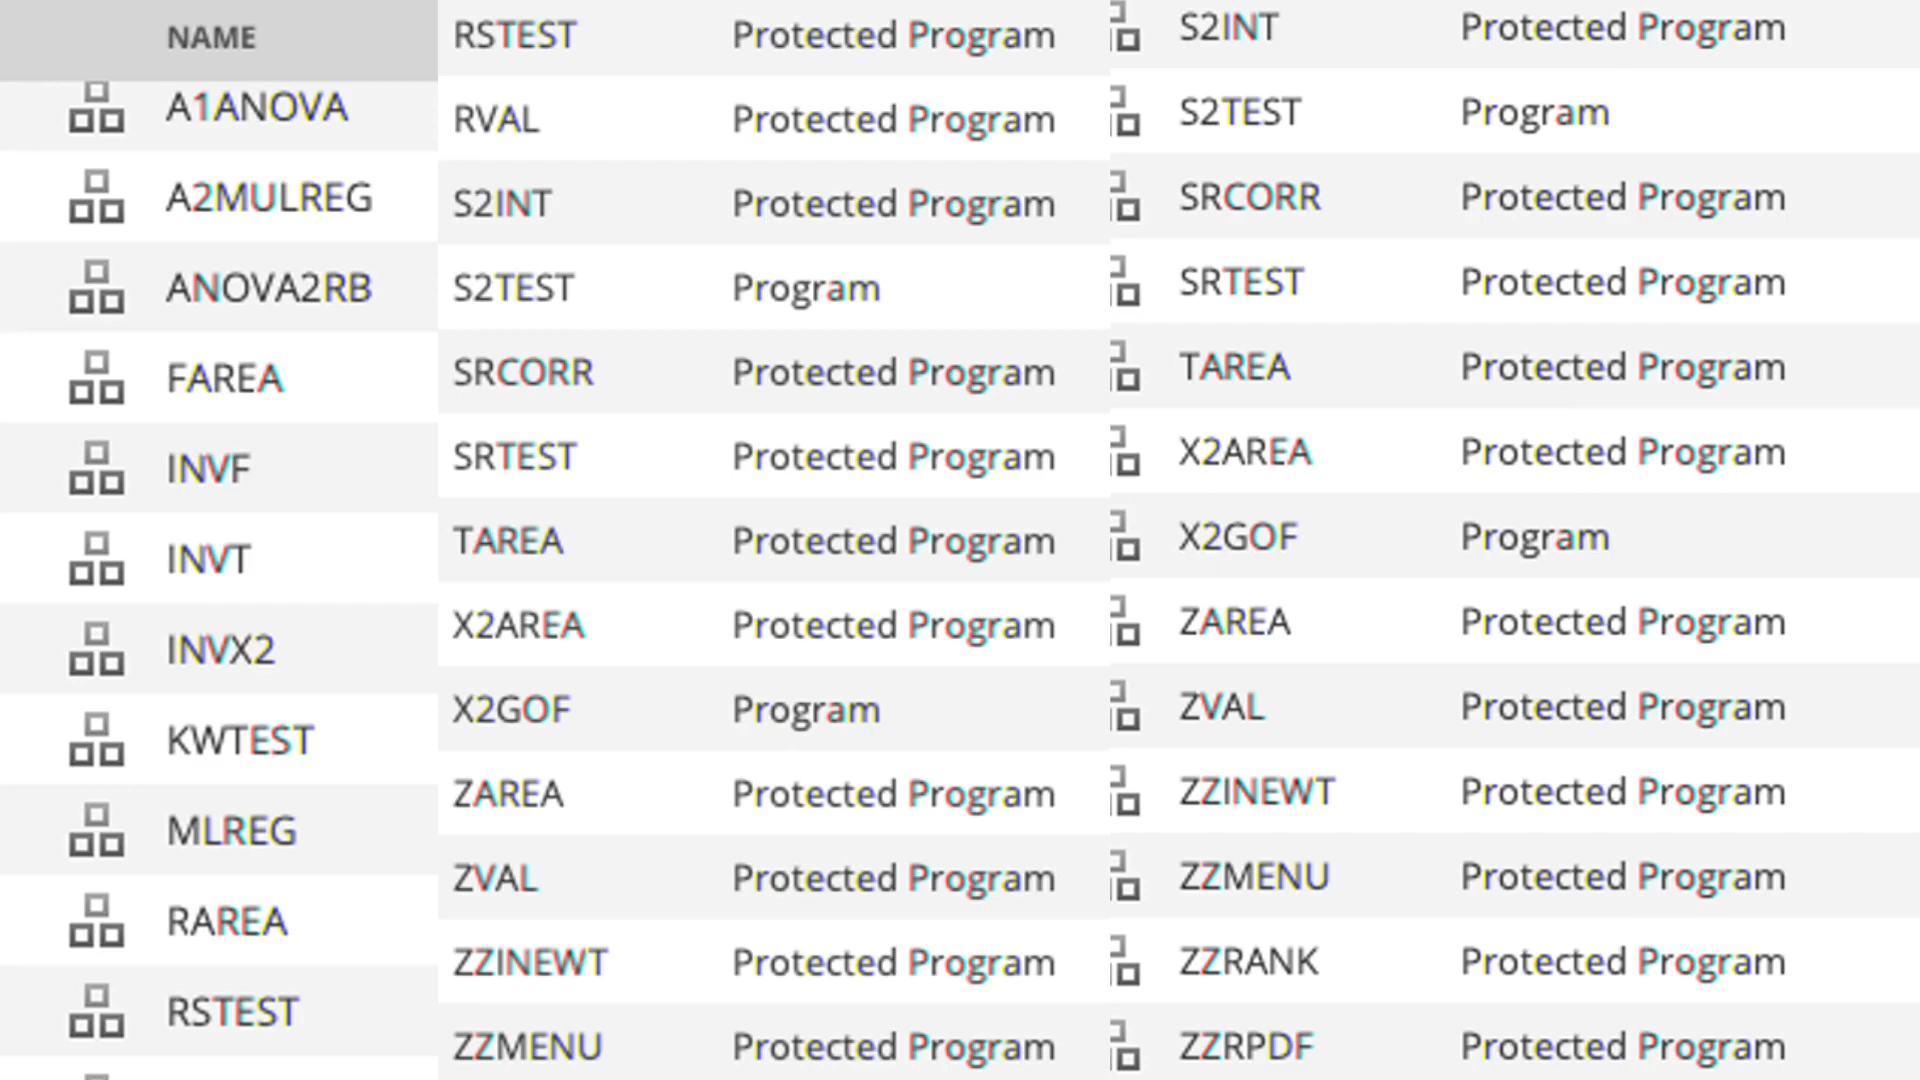 NAME
A1ANOVA
A2MULREG
ANOVA2RB
FAREA
INVF
INVT
INVX2
KWTEST
MLREG
RAREA
RSTEST
RSTEST Protected Program
RVAL Protected Program
S2INT Protected Program
S2TEST Program
SRCORR Protected Program
SRTEST Protected Program
TAREA Protected Program
X2AREA Protected Program
X2GOF Program
ZAREA Protected Program
ZVAL Protected Program
ZZINEWT Protected Program
ZZMENU Protected Program
S2INT Protected Program
S2TEST Program
SRCORR Protected Program
SRTEST Protected Program
TAREA Protected Program
X2AREA Protected Program
X2GOF Program
ZAREA Protected Program
ZVAL Protected Program
ZZINEWT Protected Program
ZZMENU Protected Program
ZZRANK Protected Program
ZZRPDF Protected Program